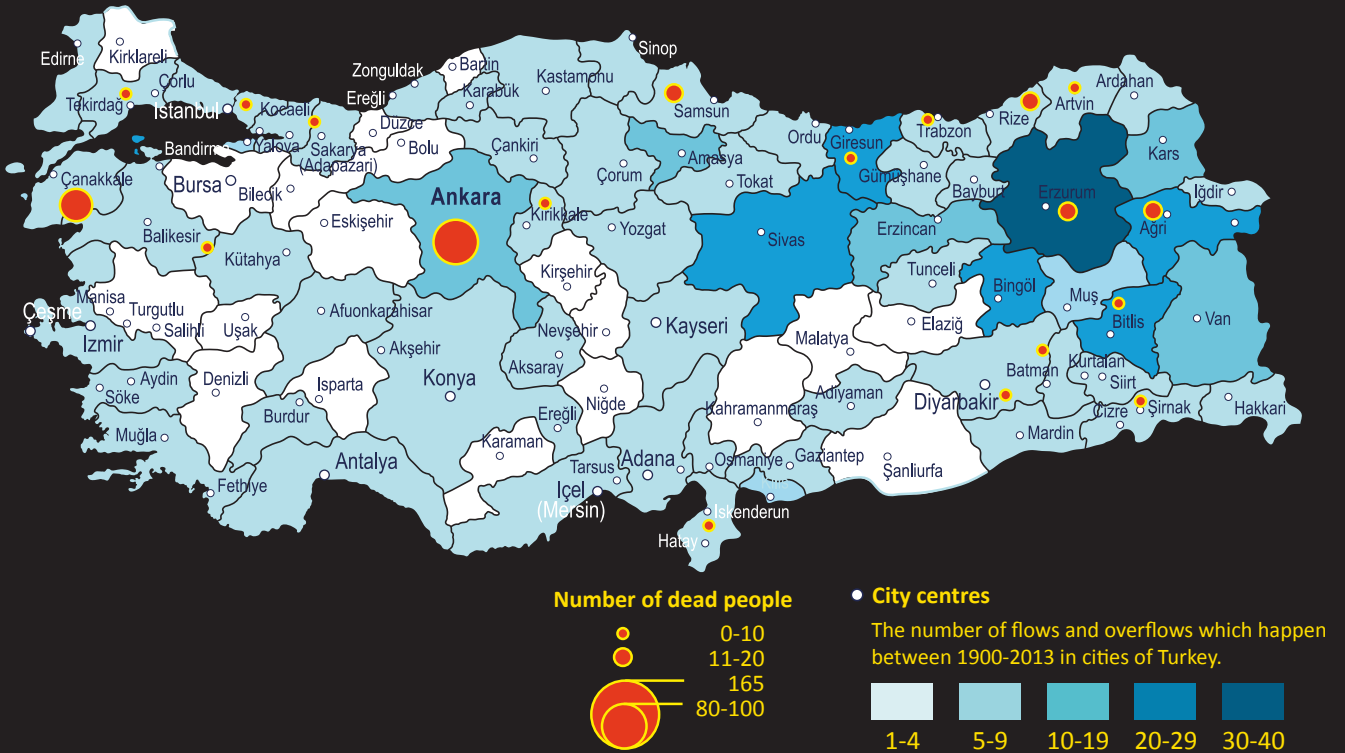 Edirne
Kirklareli
Çorlu
Tekirdağ
Istanbul
Kocaeli
Zonguldak
Ereğli
Bartin
Karabük
Kastamonu
Sinop
Samsun
Ordu
Giresun
Trabzon
Rize
Artvin
Ardahan
Kars
Iğdir
Bandirma
Yalova
Sakarya
(Adapazari)
Düzce
Bolu
Çankiri
Çorum
Amasya
Tokat
Gümüşhane
Bayburt
Erzurum
Ağri
Çanakkale
Bursa
Bilecik
Eskişehir
Ankara
Kirikkale
Yozgat
Sivas
Erzincan
Tunceli
Bingöl
Muş
Bitlis
Van
Balikesir
Kütahya
Kirşehir
Nevşehir
Kayseri
Malatya
Elaziğ
Manisa
Turgutlu
Salihli
Çeşme
Izmir
Uşak
Afuonkarahisar
Akşehir
Konya
Aksaray
Niğde
Adiyaman
Diyarbakir
Batman
Kurtalan
Siirt
Şirnak
Cizre
Hakkari
Mardin
Aydin
Söke
Denizli
Isparta
Burdur
Muğla
Fethiye
Antalya
Karaman
Ereğli
Tarsus
Içel
(Mersin)
Adana
Kahramanmaraş
Osmaniye
Gaziantep
Şanliurfa
Iskenderun
Hatay
Number of dead people
0-10
11-20
165
80-100
City centres
The number of flows and overflows which happen
between 1900-2013 in cities of Turkey.
1-4 5-9 10-19 20-29 30-40